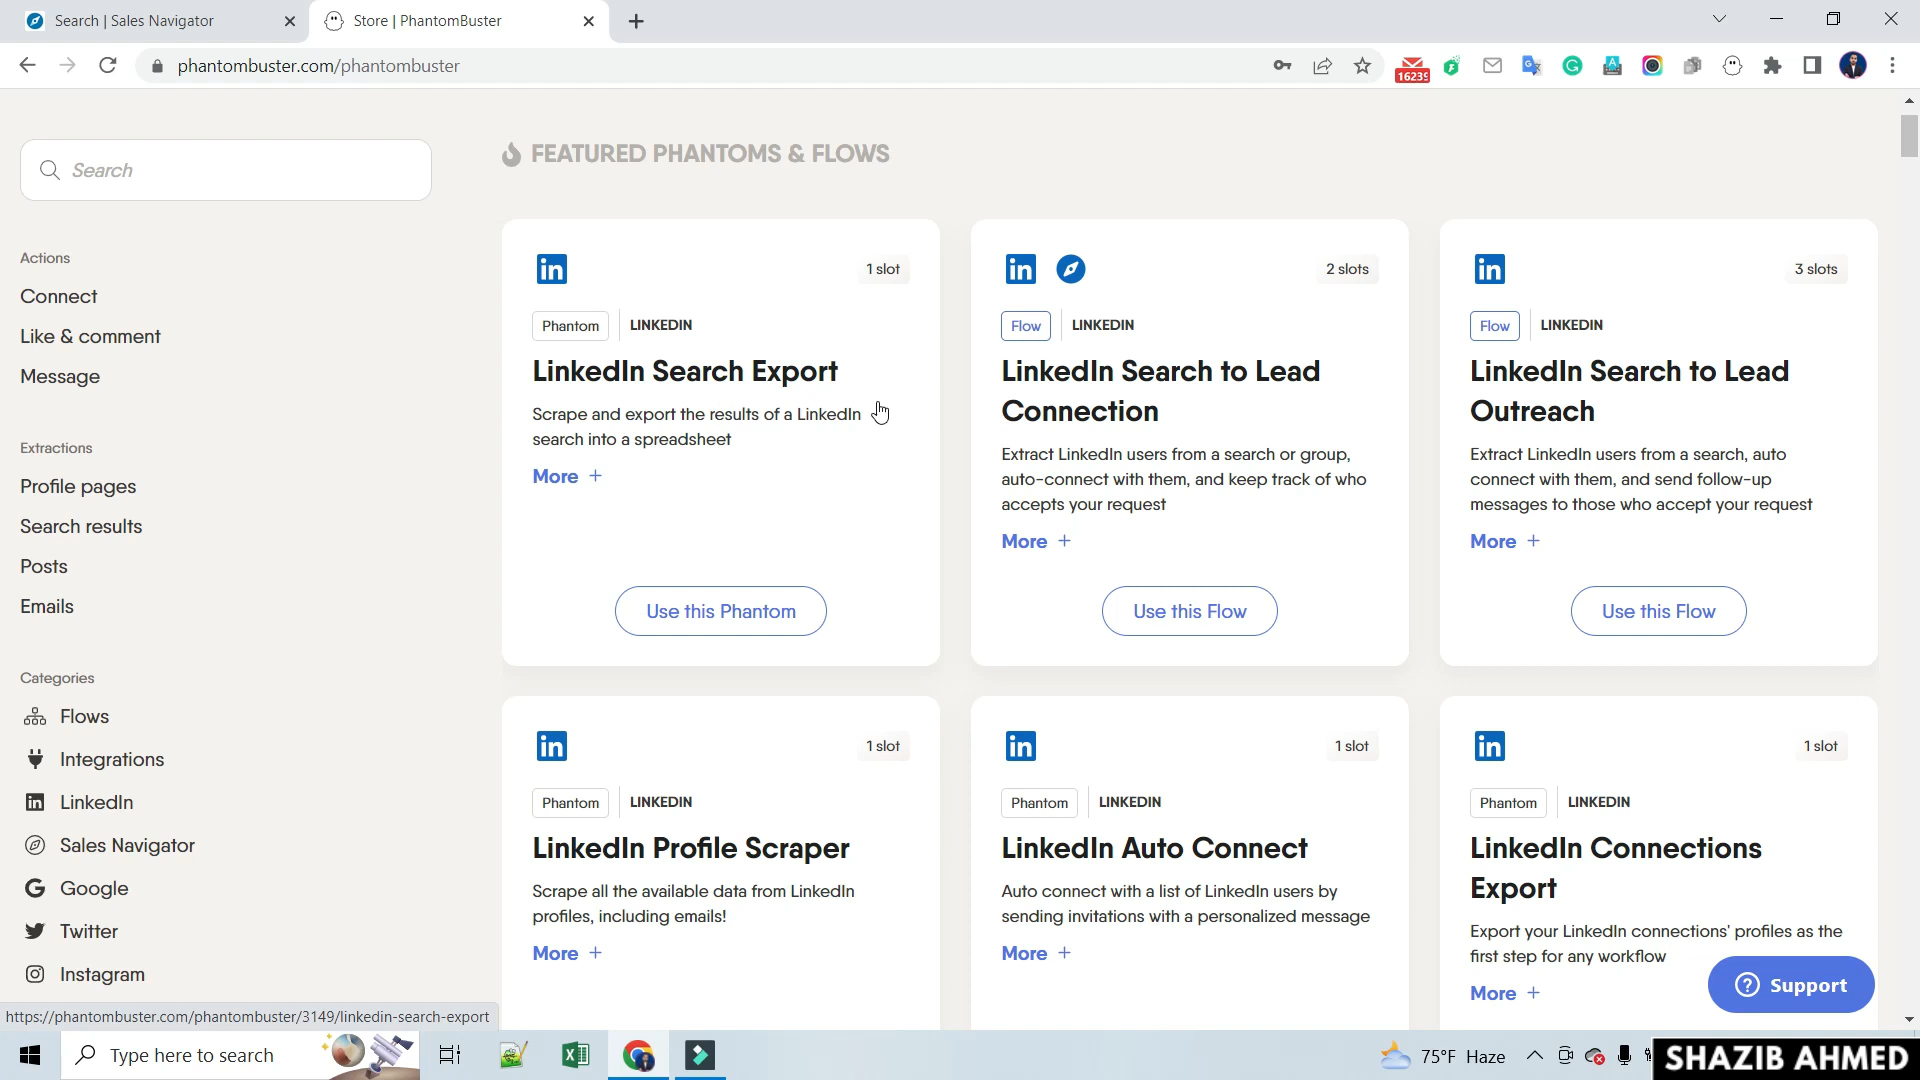 Search | Sales Navigator
Store | PhantomBuster
phantombuster.com/phantombuster
16239
Search
Actions
Connect
Like & comment
Message
Extractions
Profile pages
Search results
Posts
Emails
Categories
Flows
Integrations
LinkedIn
Sales Navigator
Google
Twitter
Instagram
FEATURED PHANTOMS & FLOWS
1 slot
Phantom
LINKEDIN
LinkedIn Search Export
Scrape and export the results of a LinkedIn
search into a spreadsheet
More +
Use this Phantom
2 slots
Flow
LINKEDIN
LinkedIn Search to Lead
Connection
Extract LinkedIn users from a search or group,
auto-connect with them, and keep track of who
accepts your request
More +
Use this Flow
3 slots
Flow
LINKEDIN
LinkedIn Search to Lead
Outreach
Extract LinkedIn users from a search, auto
connect with them, and send follow-up
messages to those who accept your request
More +
Use this Flow
1 slot
Phantom
LINKEDIN
LinkedIn Profile Scraper
Scrape all the available data from LinkedIn
profiles, including emails!
More +
1 slot
Phantom
LINKEDIN
LinkedIn Auto Connect
Auto connect with a list of LinkedIn users by
sending invitations with a personalized message
More +
1 slot
Phantom
LINKEDIN
LinkedIn Connections
Export
Export your LinkedIn connections' profiles as the
first step for any workflow
More +
Support
https://phantombuster.com/phantombuster/3149/linkedin-search-export
Type here to search
75°F Haze
SHAZIB AHMED